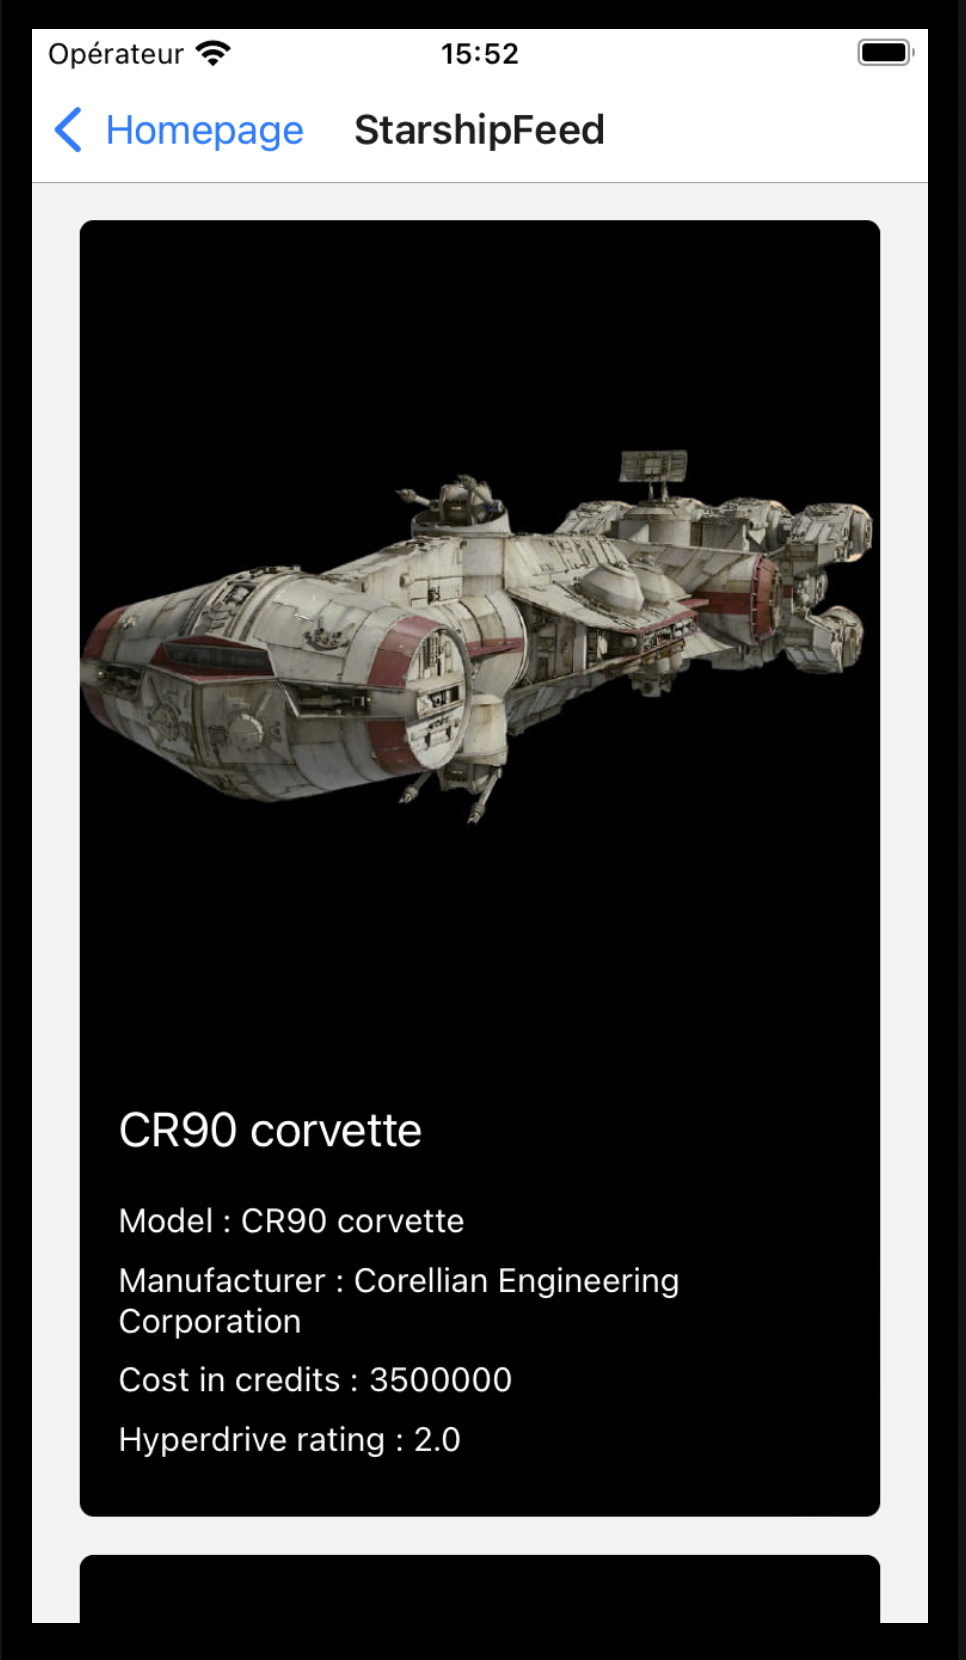 Opérateur 15:52
Homepage StarshipFeed
CR90 corvette
Model : CR90 corvette
Manufacturer : Corellian Engineering
Corporation
Cost in credits : 3500000
Hyperdrive rating : 2.0